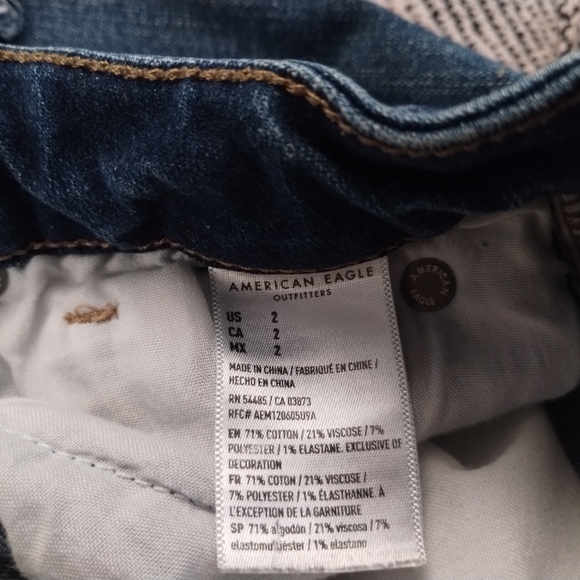 AMERICAN EAGLE
OUTFITTERS
US 2
CA 2
MX 2
MADE IN CHINA / FABRIQUÉ EN CHINE /
HECHO EN CHINA
RN 54485 / CA 03873
RFC# AEM120605U9A
EN 71% COTTON / 21% VISCOSE / 7%
POLYESTER / 1% ELASTANE. EXCLUSIVE OF
DECORATION
FR 71% COTON / 21% VISCOSE /
7% POLYESTER / 1% ÉLASTHANNE. À
L'EXCEPTION DE LA GARNITURE
SP 71% algodón / 21% viscosa / 7%
elastomultiéster / 1% elastano
AMERICAN
EAGLE